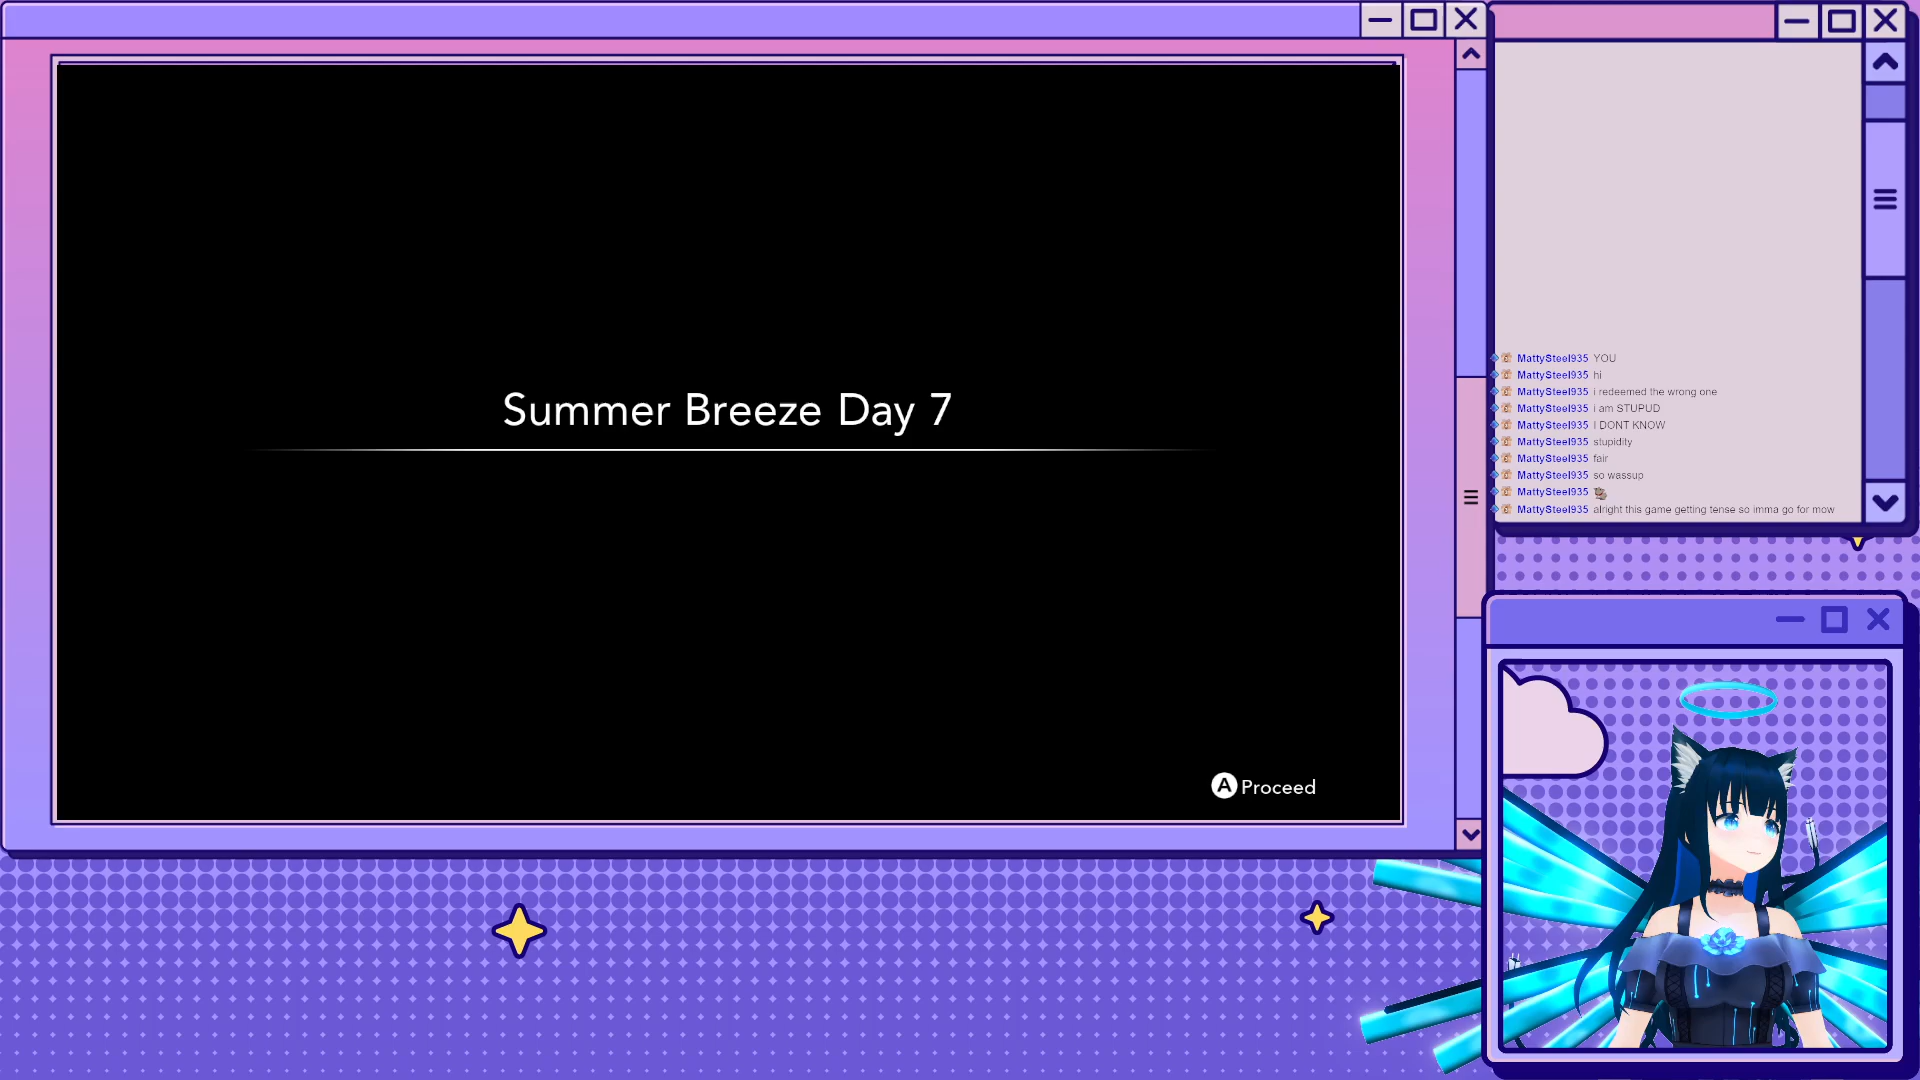 Summer Breeze Day 7
A Proceed
MattySteel935 YOU
MattySteel935 hi
MattySteel935 i redeemed the wrong one
MattySteel935 i am STUPUD
MattySteel935 I DONT KNOW
MattySteel935 stupidity
MattySteel935 fair
MattySteel935 so wassup
MattySteel935
MattySteel935 alright this game getting tense so imma go for mow